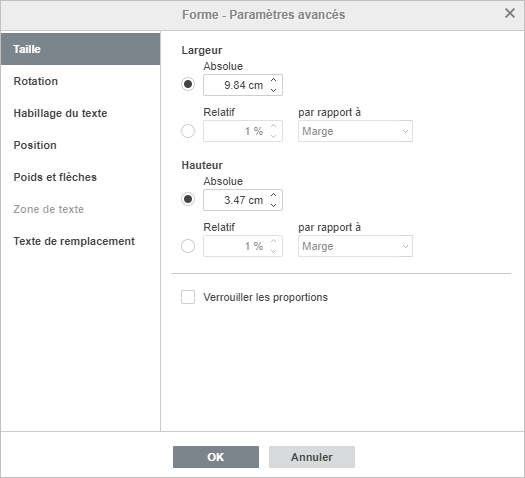 Forme - Paramètres avancés
Taille
Rotation
Habillage du texte
Position
Poids et flèches
Zone de texte
Texte de remplacement
Largeur
Absolue
9.84 cm
Relatif par rapport à
1 % Marge
Hauteur
Absolue
3.47 cm
Relatif par rapport à
1 % Marge
Verrouiller les proportions
OK Annuler